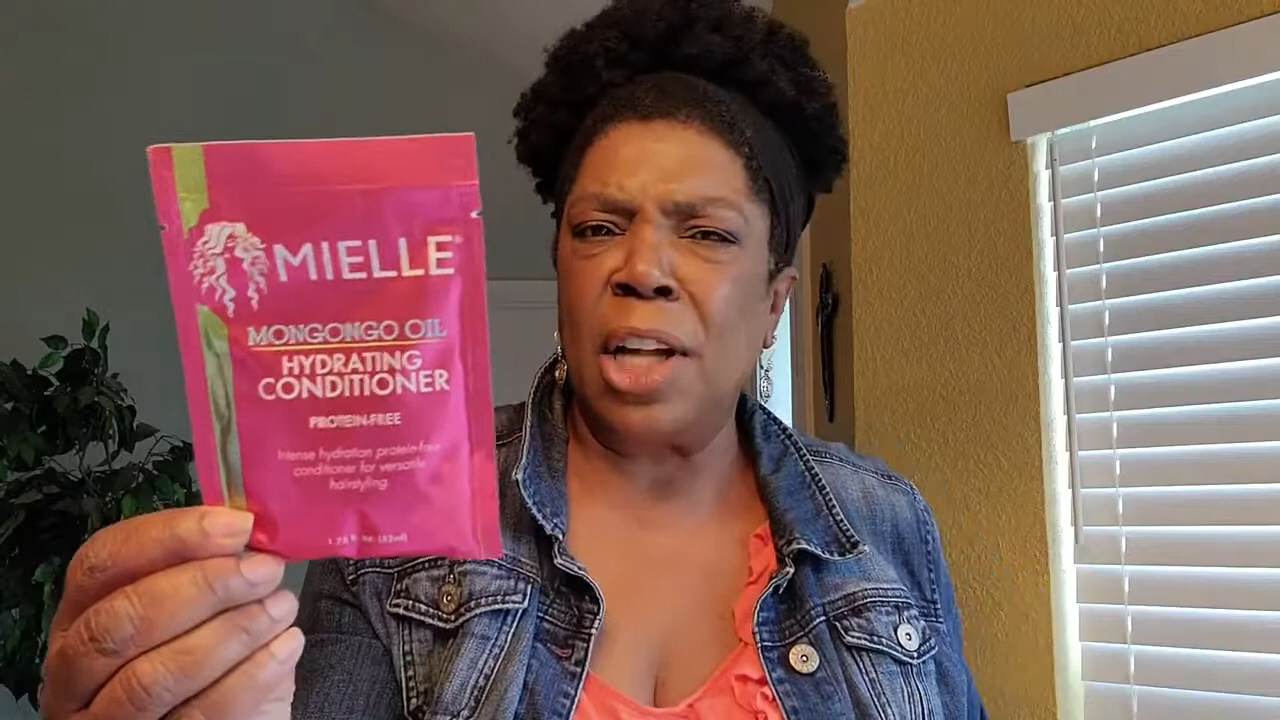 MIELLE
MONGONGO OIL
HYDRATING
CONDITIONER
PROTEIN-FREE
Intense hydration protein-free
conditioner for versatile
hairstyling